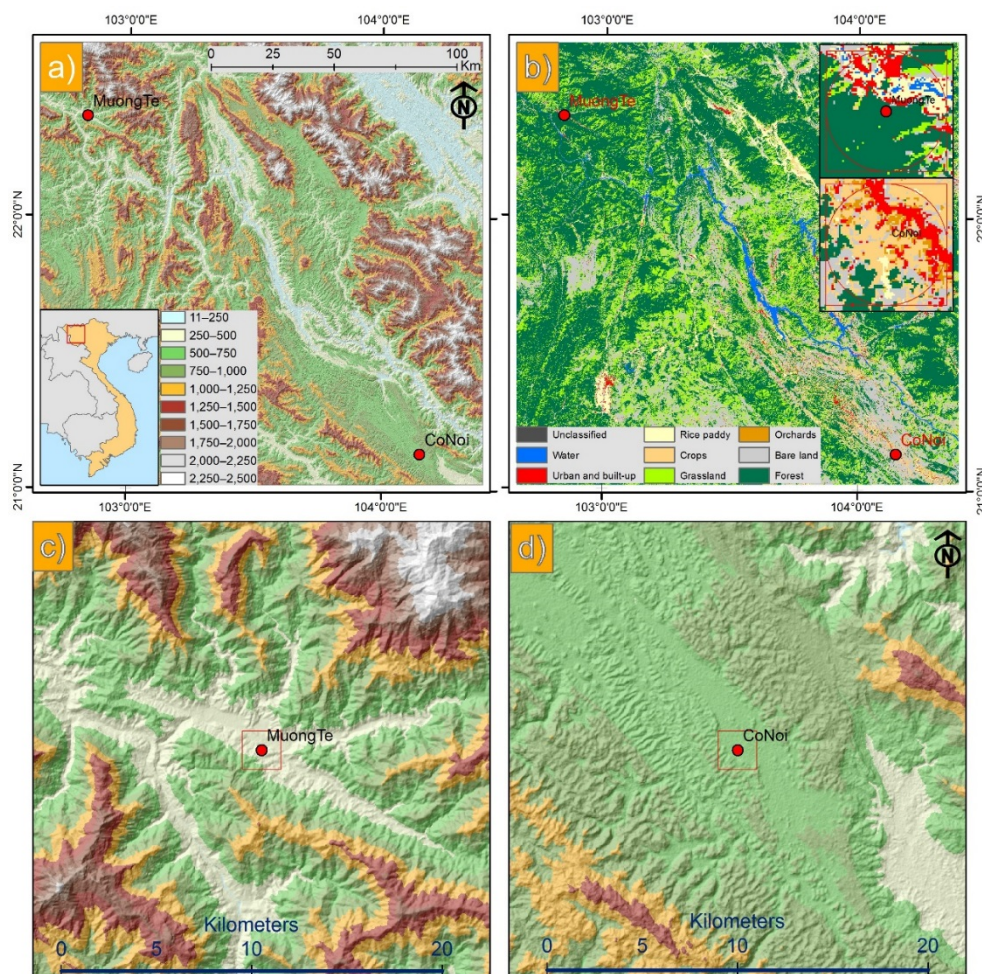 103°0'0"E 104°0'0"E 103°0'0"E 104°0'0"E
a)
0 25 50 100
Km
N
MuongTe
22°0'0"N
11–250
250–500
500–750
750–1,000
1,000–1,250
1,250–1,500
1,500–1,750
1,750–2,000
2,000–2,250
2,250–2,500
CoNoi
21°0'0"N
103°0'0"E 104°0'0"E
b)
MuongTe
MuongTe
CoNoi
22°0'0"N
Unclassified Rice paddy Orchards
Water Crops Bare land
Urban and built-up Grassland Forest
CoNoi
21°0'0"N
103°0'0"E 104°0'0"E
c)
MuongTe
Kilometers
0 5 10 20
d)
N
CoNoi
Kilometers
0 5 10 20